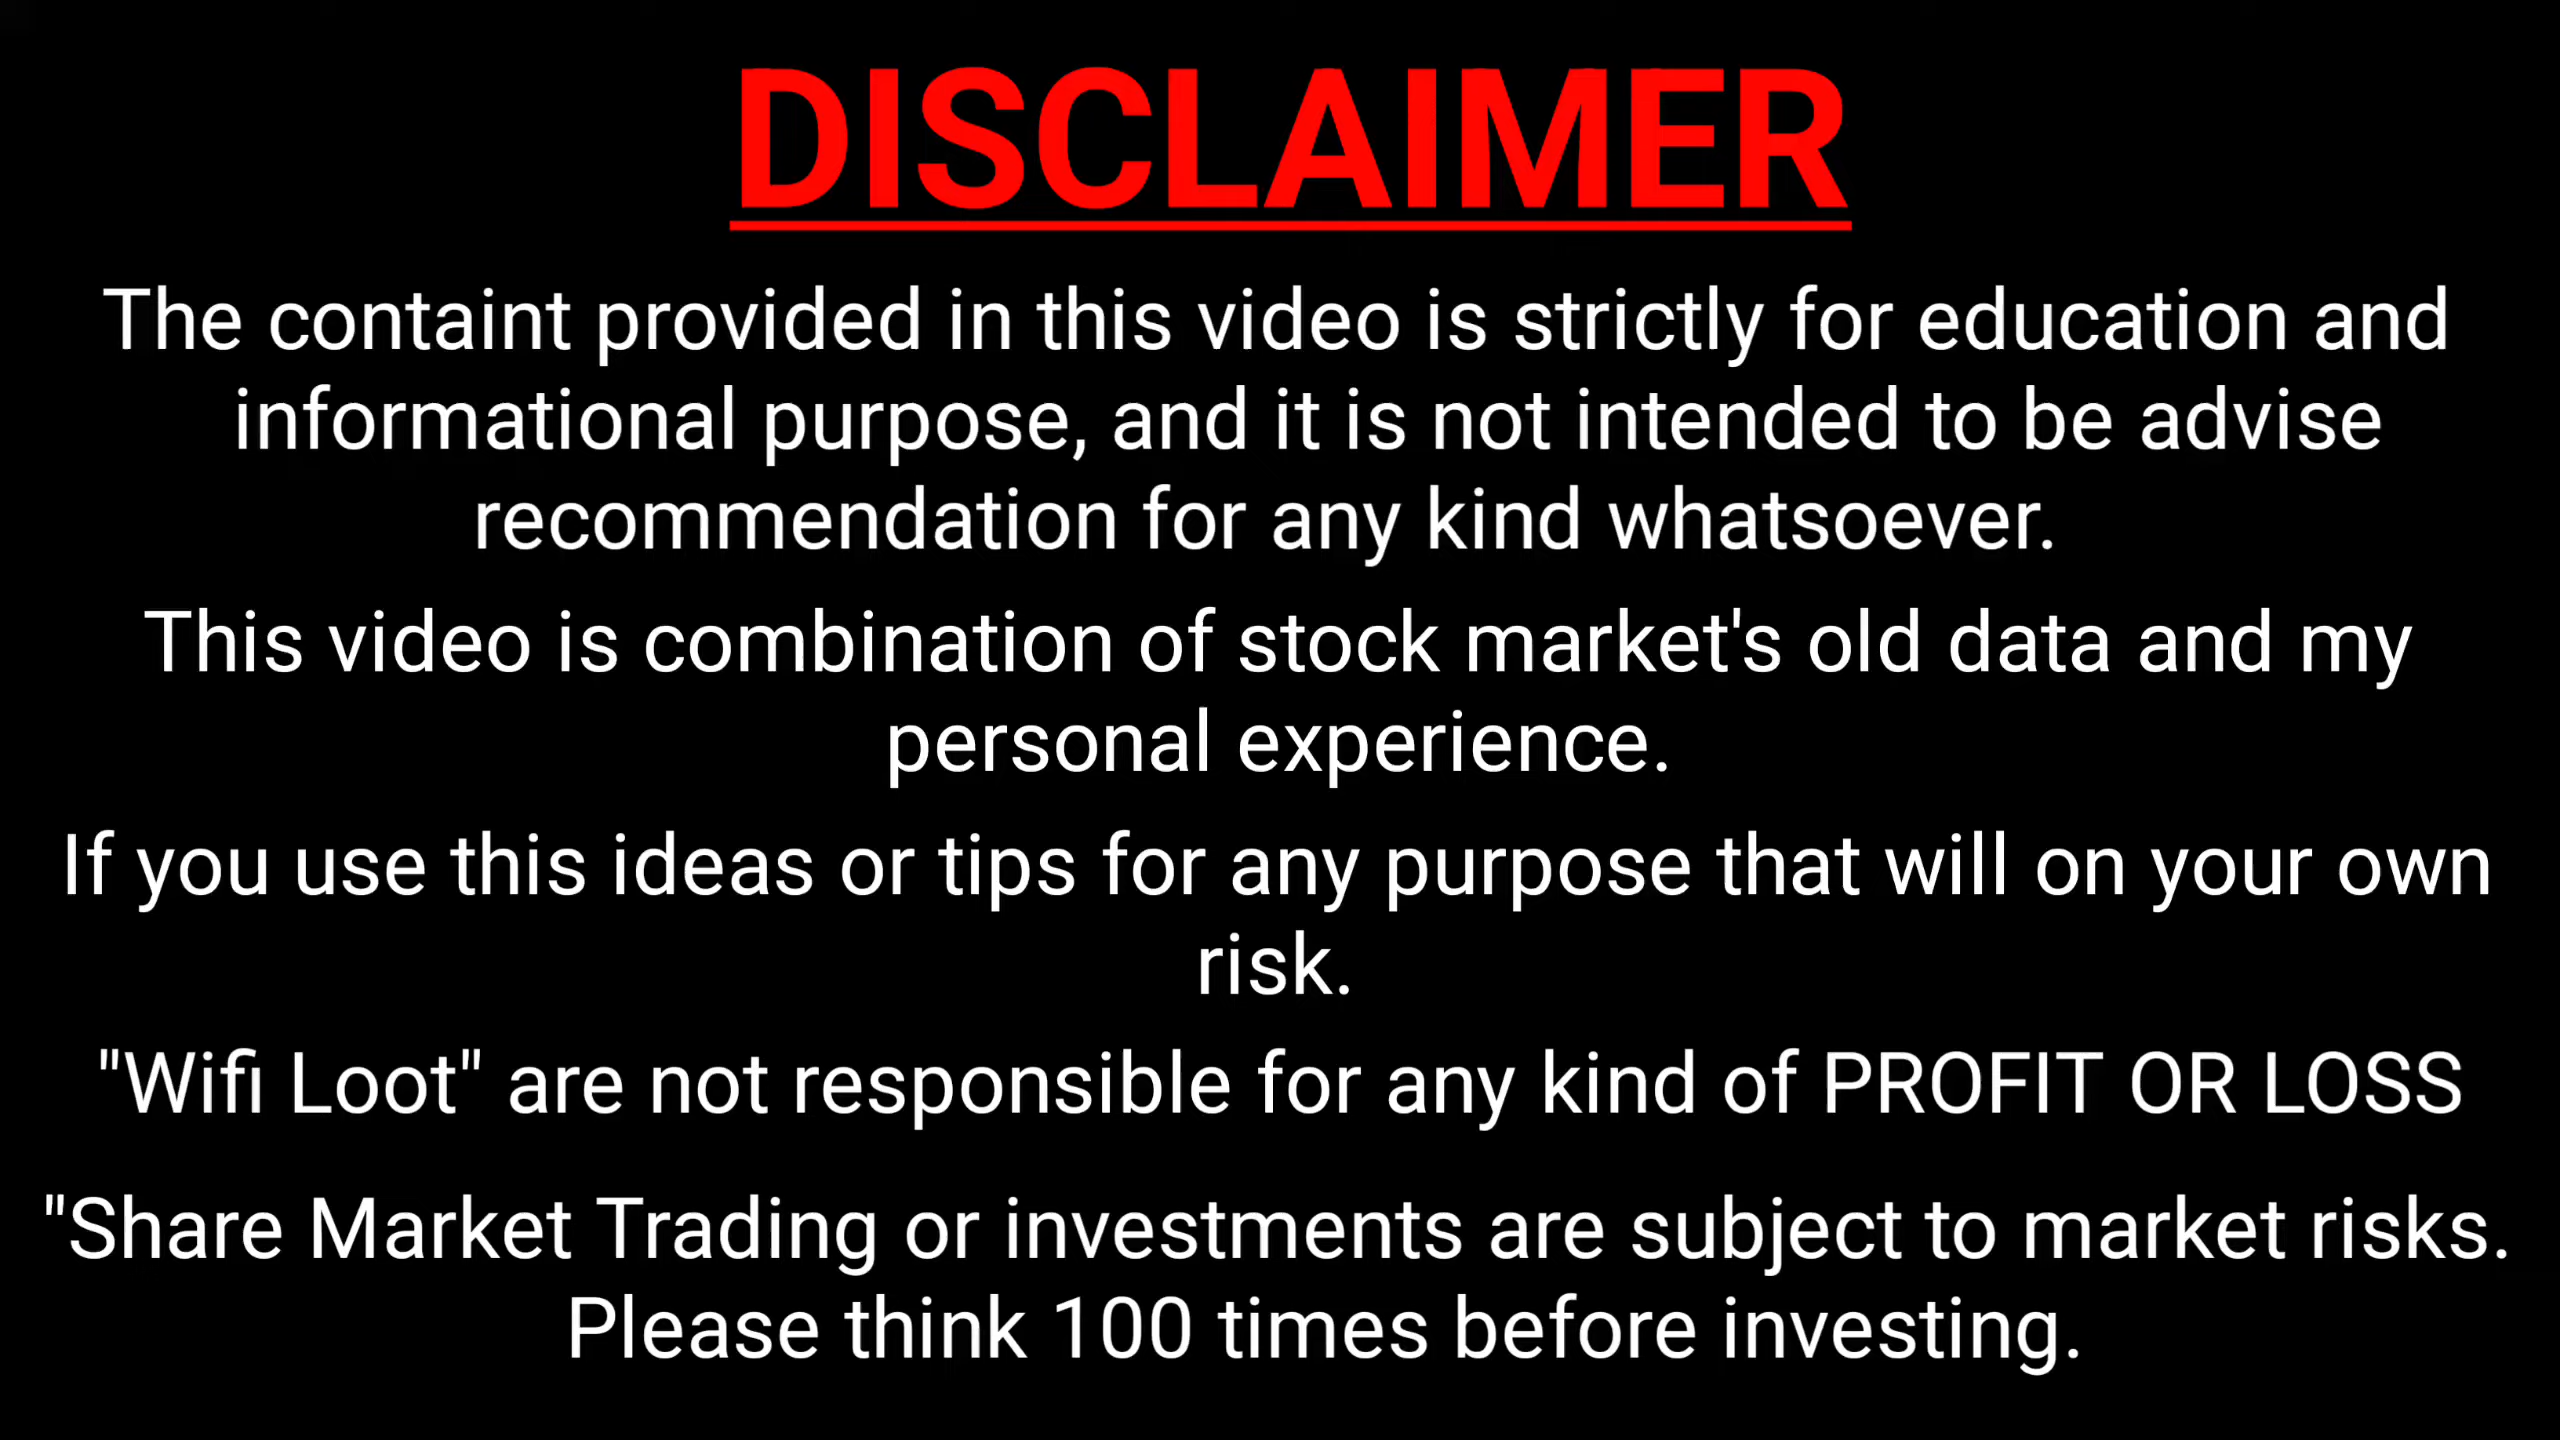 DISCLAIMER
The containt provided in this video is strictly for education and
informational purpose, and it is not intended to be advise
recommendation for any kind whatsoever.
This video is combination of stock market's old data and my
personal experience.
If you use this ideas or tips for any purpose that will on your own
risk.
"Wifi Loot" are not responsible for any kind of PROFIT OR LOSS
"Share Market Trading or investments are subject to market risks.
Please think 100 times before investing.